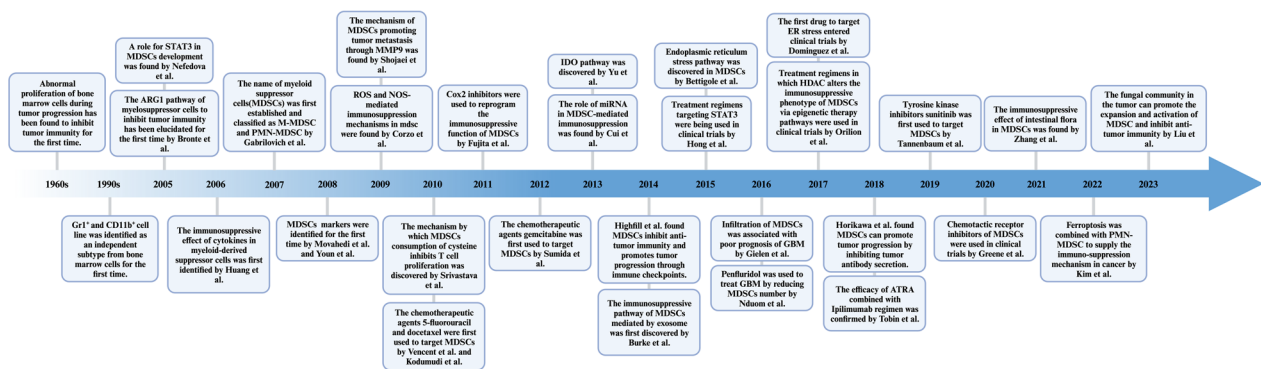 Abnormal
proliferation of bone
marrow cells during
tumor progression has
been found to inhibit
tumor immunity for
the first time.
A role for STAT3 in
MDSCs development
was found by Nefedova
et al.
The ARG1 pathway of
myelosuppressor cells to
inhibit tumor immunity
has been elucidated for
the first time by Bronte et
al.
The name of myeloid
suppressor
cells(MDSCs) was first
established and
classified as M-MDSC
and PMN-MDSC by
Gabrilovich et al.
The mechanism of
MDSCs promoting
tumor metastasis
through MMP9 was
found by Shojaei et al.
ROS and NOS-
mediated
immunosuppression
mechanisms in mdsc
were found by Corzo et
Cox2 inhibitors were
used to reprogram
the immunosuppressive
function of MDSCs
by Fujita et al.
IDO pathway was
discovered by Yu et al.
The role of miRNA
in MDSC-mediated
immunosuppression
was found by Cui et
Endoplasmic reticulum
stress pathway was
discovered in MDSCs by
Bettigole et al.
Treatment regimens
targeting STAT3
were being used in
clinical trials by
Hong et al.
The first drug to target
ER stress entered
clinical trials by
Dominguez et al.
Treatment regimens in
which HDAC alters the
immunosuppressive
phenotype of MDSCs
via epigenetic therapy
pathways were used in
clinical trials by Orilion
et al.
Tyrosine kinase
inhibitors sunitinib was
first used to target
MDSCs by
Tannenbaum et al.
The immunosuppressive
effect of intestinal flora
in MDSCs was found by
Zhang et al.
The fungal community
in the tumor can promote
the expansion and
activation of MDSC and
inhibit anti-
tumor immunity by Liu et
al.
1960s 1990s 2005 2006 2007 2008 2009 2010 2011 2012 2013 2014 2015 2016 2017 2018 2019 2020 2021 2022 2023
Gr1⁺ and CD11b⁺ cell
line was identified as
an independent
subtype from bone
marrow cells for the
first time.
The immunosuppressive
effect of cytokines in
myeloid-derived
suppressor cells was first
identified by Huang et al.
MDSCs markers were
identified for the first
time by Movahedi et al.
and Youn et al.
The mechanism by
which MDSCs
consumption of cysteine
inhibits T cell
proliferation was
discovered by Srivastava
et al.
The chemotherapeutic
agents 5-fluorouracil
and docetaxel were first
used to target MDSCs
by Vencent et al. and
Kodumudi et al.
The chemotherapeutic
agents gemcitabine was
first used to target
MDSCs by Sumida et al.
Highfill et al. found
MDSCs inhibit anti-
tumor immunity and
promotes tumor
progression through
immune checkpoints.
The immunosuppressive
pathway of MDSCs
mediated by exosome
was first discovered by
Burke et al.
Infiltration of MDSCs
was associated with
poor prognosis of GBM
by Gielen et al.
Penfluridol was used to
treat GBM by reducing
MDSCs number by
Nduom et al.
Horikawa et al. found
MDSCs can promote
tumor progression by
inhibiting tumor
antibody secretion.
The efficacy of ATRA
combined with
Ipilimumab regimen was
confirmed by Tobin et al.
Chemotactic receptor
inhibitors of MDSCs
were used in clinical
trials by Greene et al.
Ferroptosis was
combined with PMN-
MDSC to supply the
immuno-suppression
mechanism in cancer by
Kim et al.